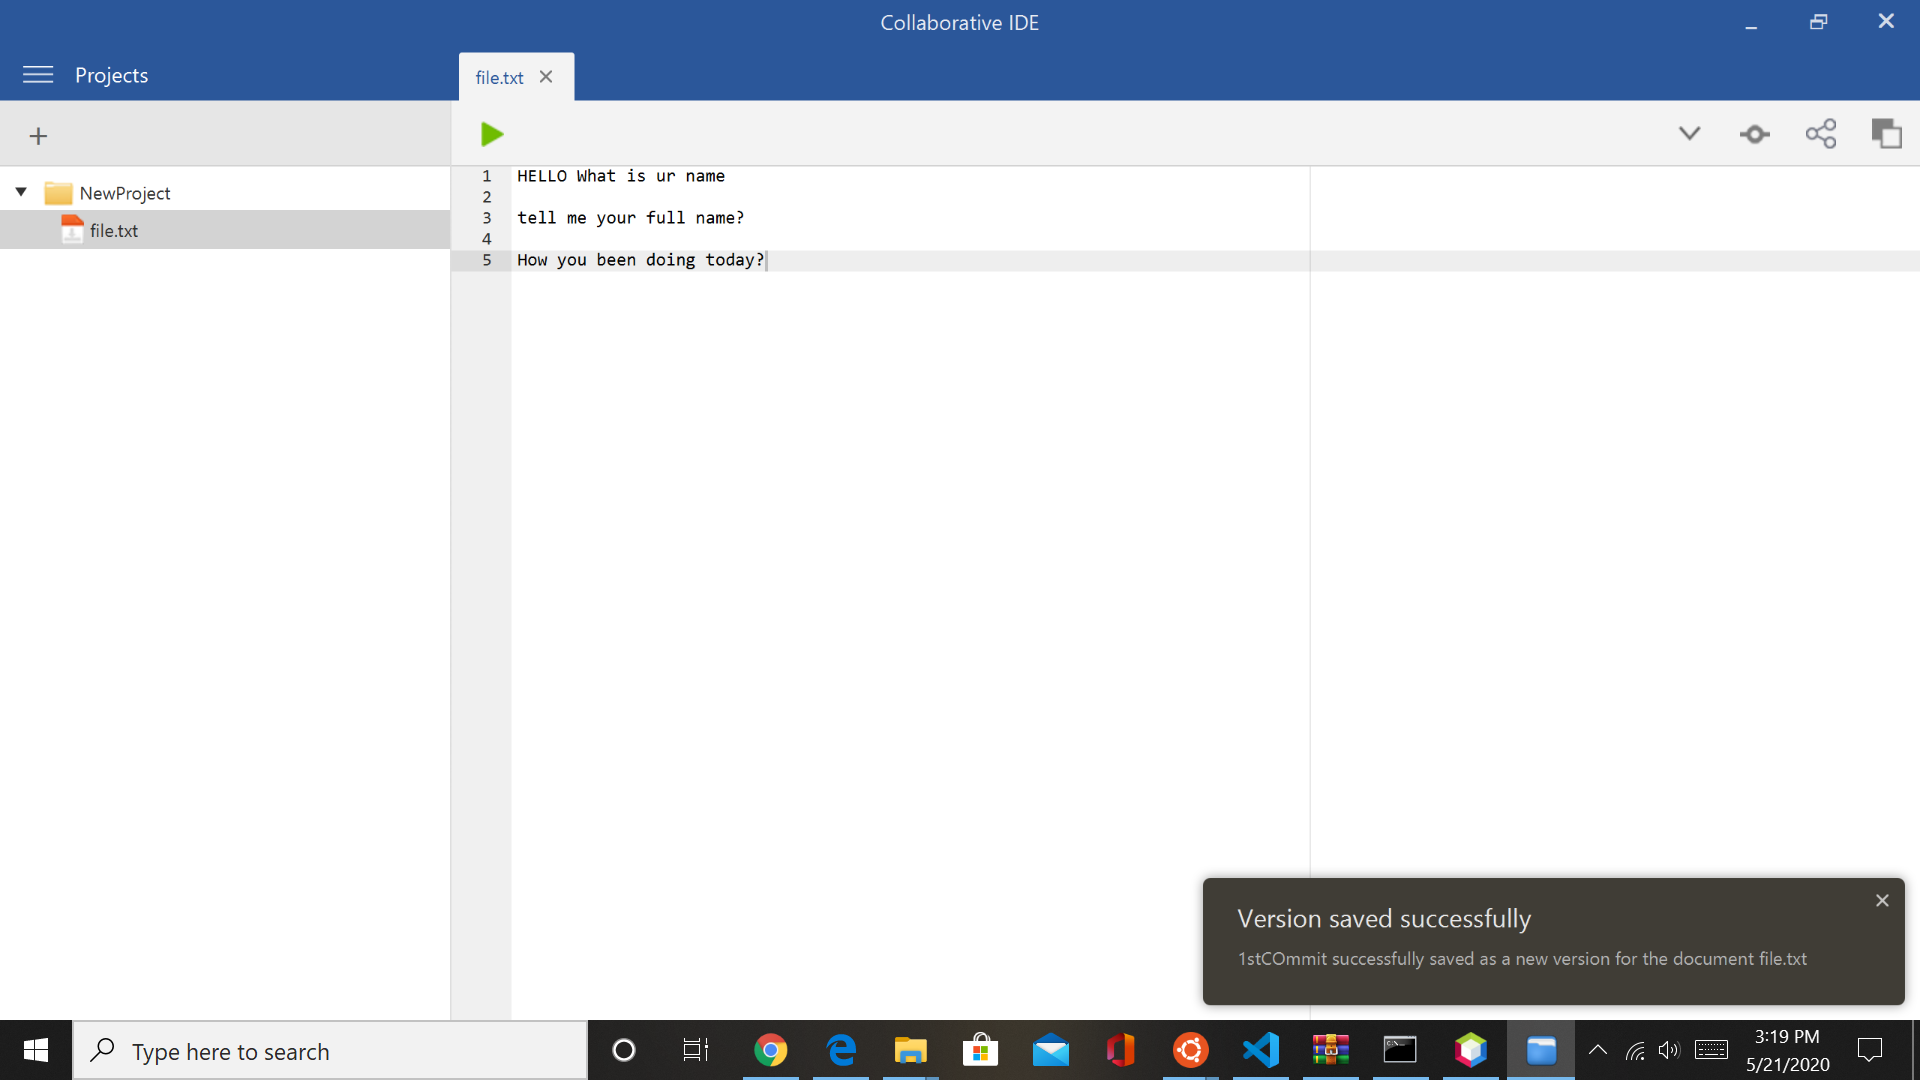 Collaborative IDE
Projects
file.txt
1 HELLO What is ur name
2
3 tell me your full name?
4
5 How you been doing today?
NewProject
file.txt
Version saved successfully
1stCOmmit successfully saved as a new version for the document file.txt
Type here to search
3:19 PM
5/21/2020